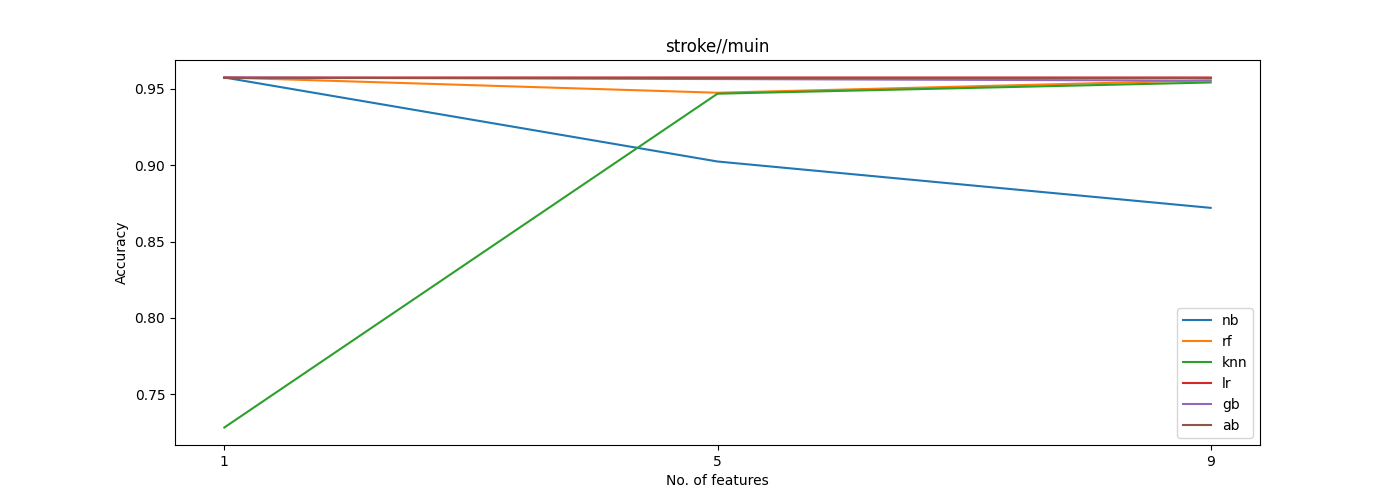 stroke//muin
0.95
0.90
0.85
0.80
0.75
Accuracy
1 5 9
No. of features
nb
rf
knn
lr
gb
ab